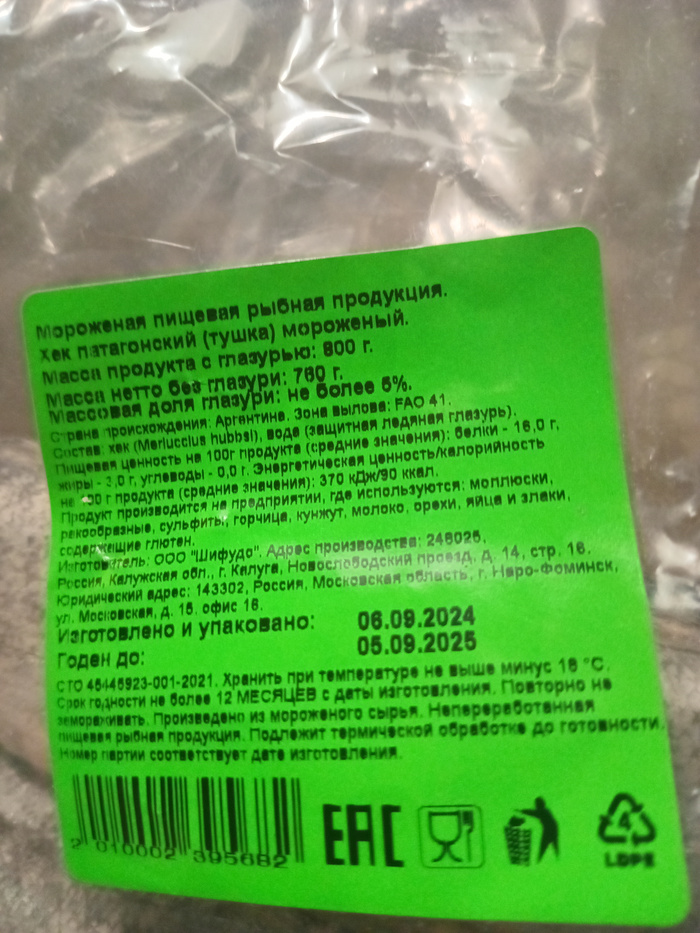 Мороженая пищевая рыбная продукция.
Хек патагонский (тушка) мороженый.
Масса продукта с глазурью: 800 г.
Масса нетто без глазури: 760 г.
Массовая доля глазури: не более 5%.
Страна происхождения: Аргентина. Зона вылова: FAO 41.
Состав: хек (Merluccius hubbsi), вода (защитная ледяная глазурь).
Пищевая ценность на 100г продукта (средние значения): белки - 16,0 г,
жиры - 3,0 г, углеводы - 0,0 г. Энергетическая ценность/калорийность
на 100 г продукта (средние значения): 370 кДж/90 ккал.
Продукт производится на предприятии, где используются: моллюски,
ракообразные, сульфиты, горчица, кунжут, молоко, орехи, яйца и злаки,
содержащие глютен.
Изготовитель: ООО "Шифудо". Адрес производства: 248025,
Россия, Калужская обл., г. Калуга, Новослободский проезд, д. 14, стр. 16.
Юридический адрес: 143302, Россия, Московская область, г. Наро-Фоминск,
ул. Московская, д. 15, офис 16.
Изготовлено и упаковано: 06.09.2024
Годен до: 05.09.2025
СТО 46446923-001-2021. Хранить при температуре не выше минус 18 °C.
Срок годности не более 12 МЕСЯЦЕВ с даты изготовления. Повторно не
замораживать. Произведено из мороженого сырья. Непереработанная
пищевая рыбная продукция. Подлежит термической обработке до готовности.
Номер партии соответствует дате изготовления.
2 010002 395682
EAC
4
LDPE